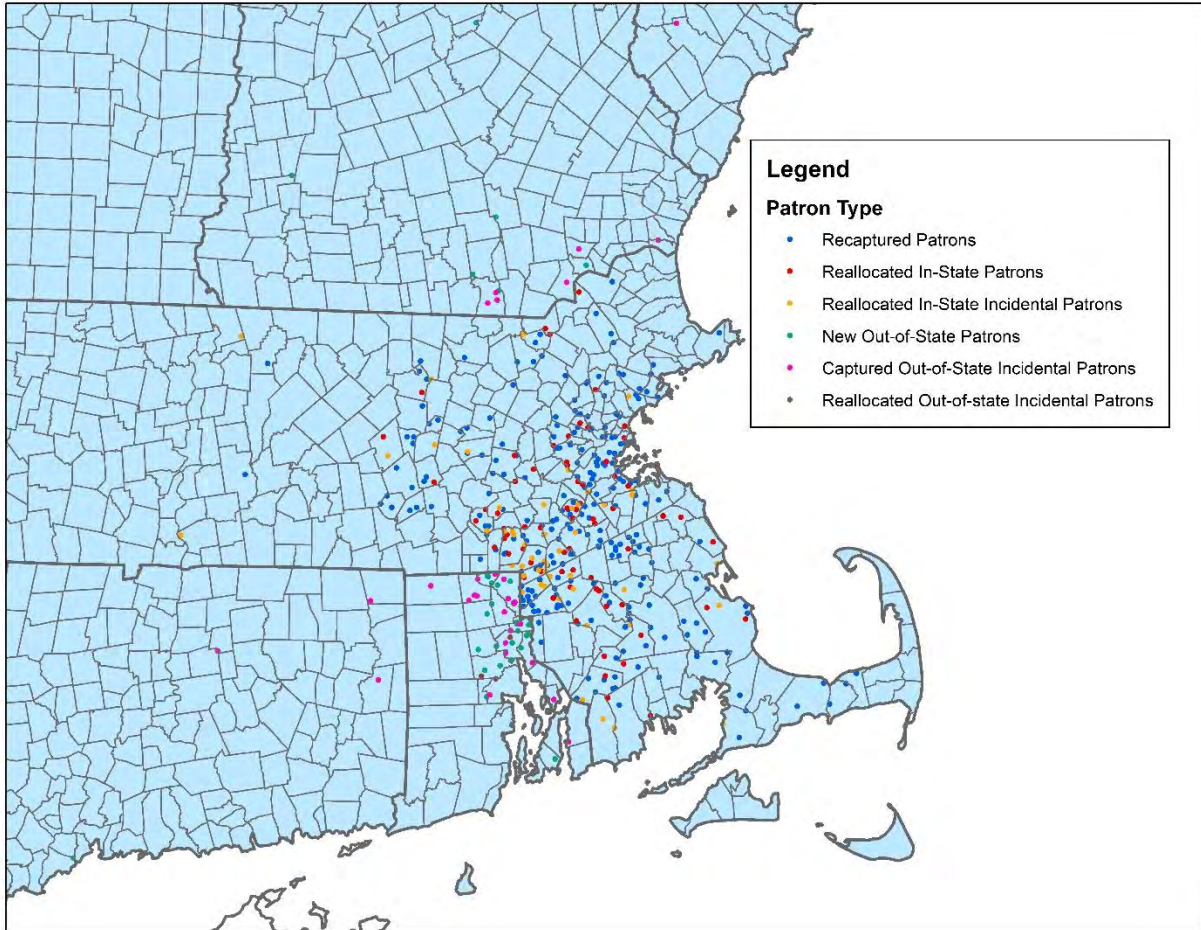 Legend
Patron Type
Recaptured Patrons
Reallocated In-State Patrons
Reallocated In-State Incidental Patrons
New Out-of-State Patrons
Captured Out-of-State Incidental Patrons
Reallocated Out-of-state Incidental Patrons